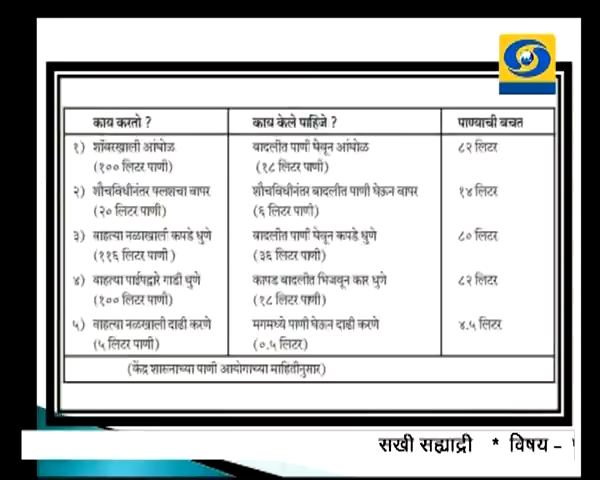 काय करतो ? काय केले पाहिजे ? पाण्याची बचत
१) शॉवरखाली आंघोळ बादलीत पाणी घेवून आंघोळ ८२ लिटर
(१०० लिटर पाणी) (१८ लिटर पाणी)
२) शौचविधीनंतर फ्लशचा वापर शौचविधीनंतर बादलीत पाणी घेऊन वापर १४ लिटर
(२० लिटर पाणी) (६ लिटर पाणी)
३) वाहत्या नळाखाली कपडे धुणे बादलीत पाणी घेवून कपडे धुणे ८० लिटर
(११६ लिटर पाणी ) (३६ लिटर पाणी)
४) वाहत्या पाईपद्वारे गाडी धुणे कापड बादलीत भिजवून कार धुणे ८२ लिटर
(१०० लिटर पाणी) (१८ लिटर पाणी)
५) वाहत्या नळखाली दाढी करणे मगमध्ये पाणी घेऊन दाढी करणे ४.५ लिटर
(५ लिटर पाणी) (०.५ लिटर)
(केंद्र शासनाच्या पाणी आयोगाच्या माहितीनुसार)
सखी सह्याद्री * विषय –